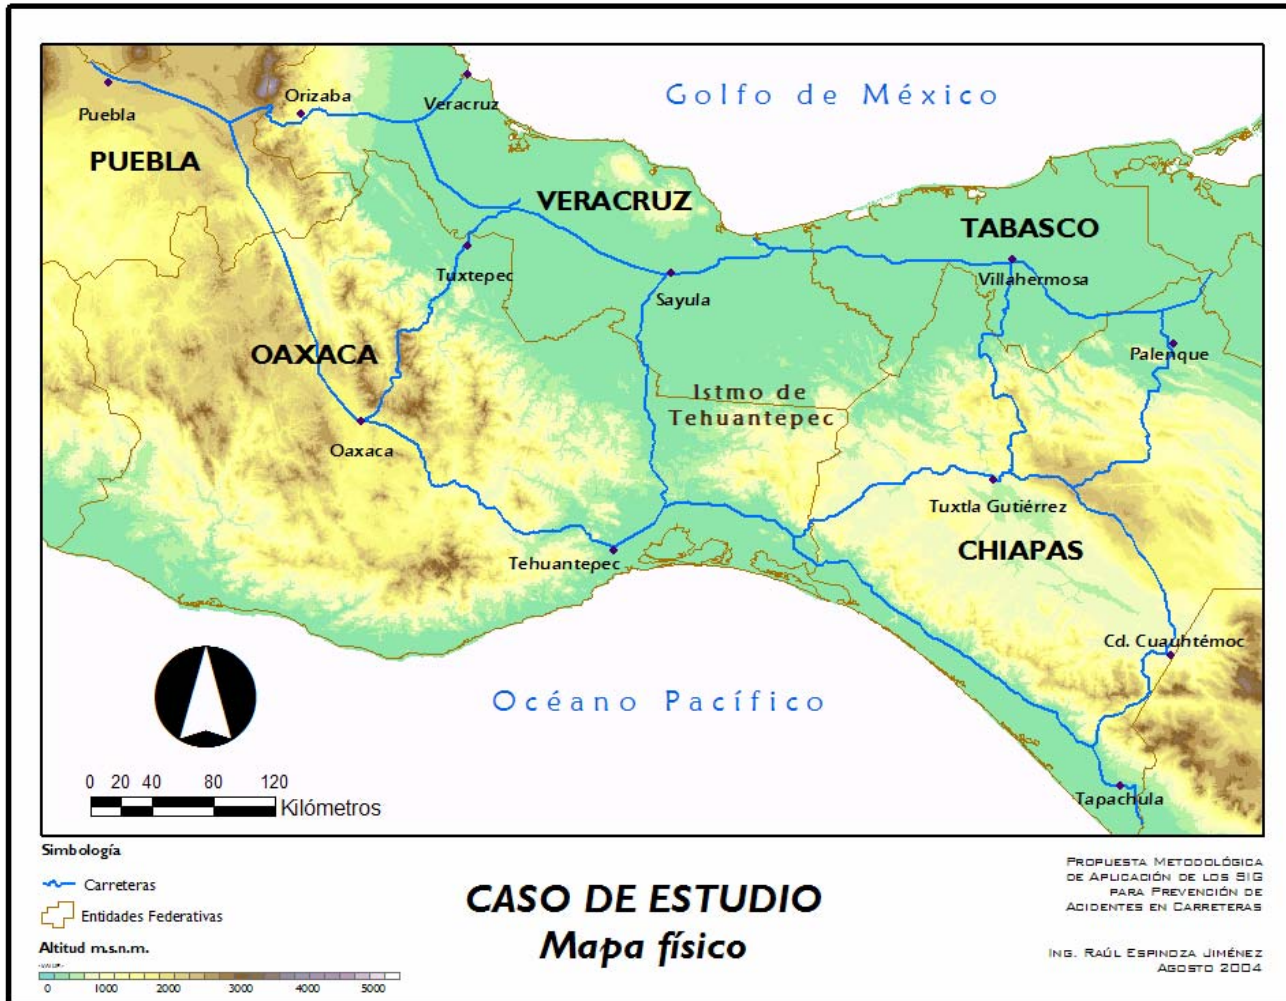 Golfo de México
Orizaba
Veracruz
Puebla
PUEBLA
VERACRUZ
TABASCO
Tuxtepec
Villahermosa
Sayula
OAXACA
Palenque
Istmo de
Tehuantepec
Oaxaca
Tuxtla Gutiérrez
CHIAPAS
Tehuantepec
Cd. Cuauhtémoc
Océano Pacífico
0 20 40 80 120
Kilómetros
Tapachula
Simbología
Carreteras
Entidades Federativas
Altitud m.s.n.m.
0 1000 2000 3000 4000 5000
CASO DE ESTUDIO
Mapa físico
PROPUESTA METODOLÓGICA
DE APLICACIÓN DE LOS SIG
PARA PREVENCIÓN DE
ACCIDENTES EN CARRETERAS
ING. RAÚL ESPINOZA JIMÉNEZ
AGOSTO 2004